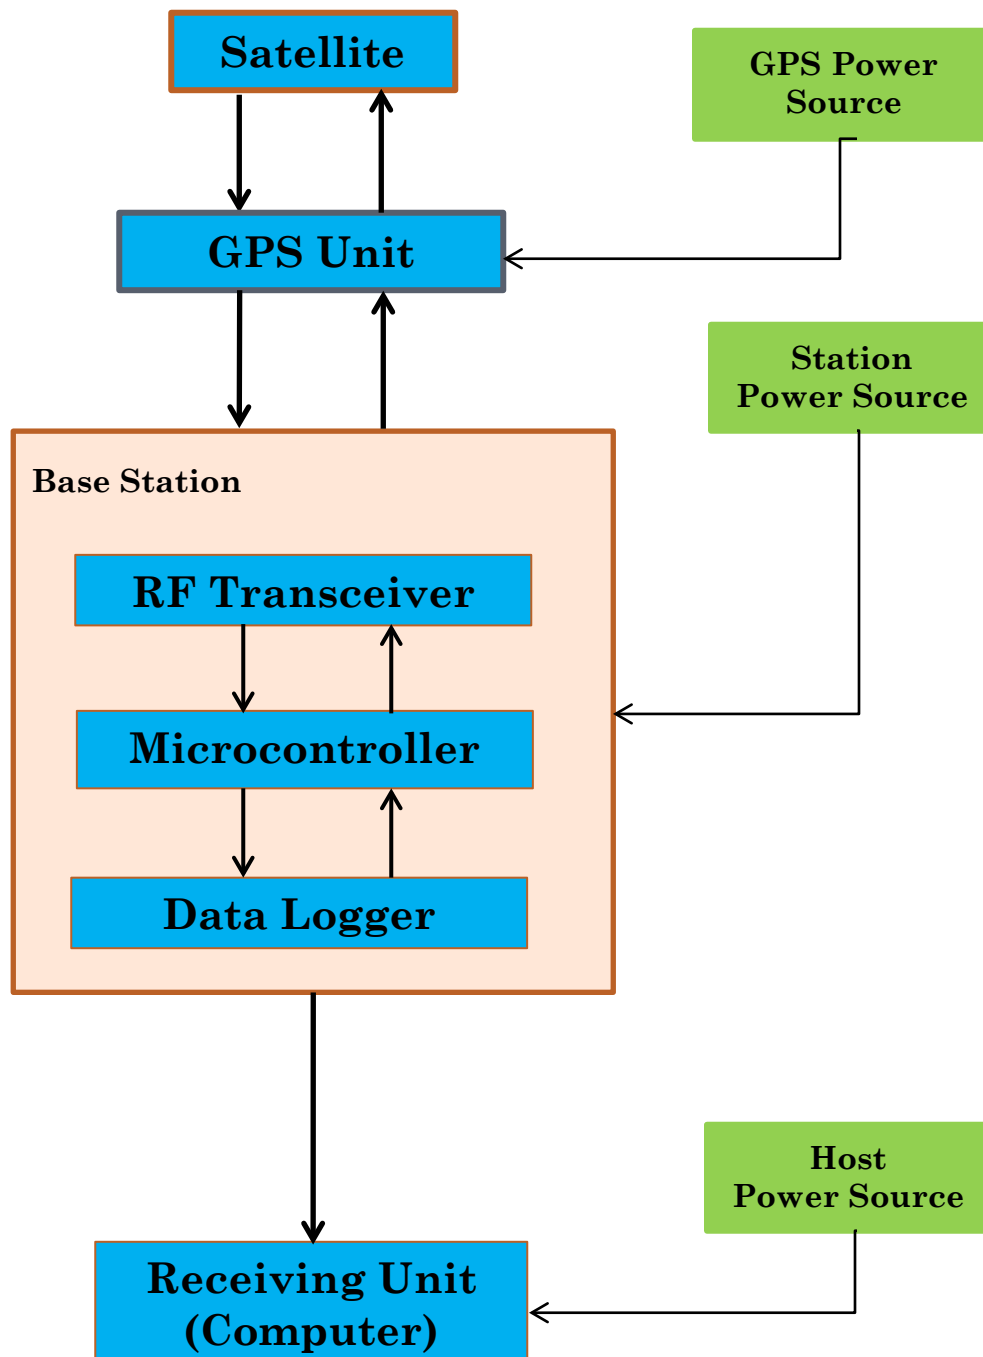 Satellite
GPS Power
Source
GPS Unit
Station
Power Source
Base Station
RF Transceiver
Microcontroller
Data Logger
Host
Power Source
Receiving Unit
(Computer)